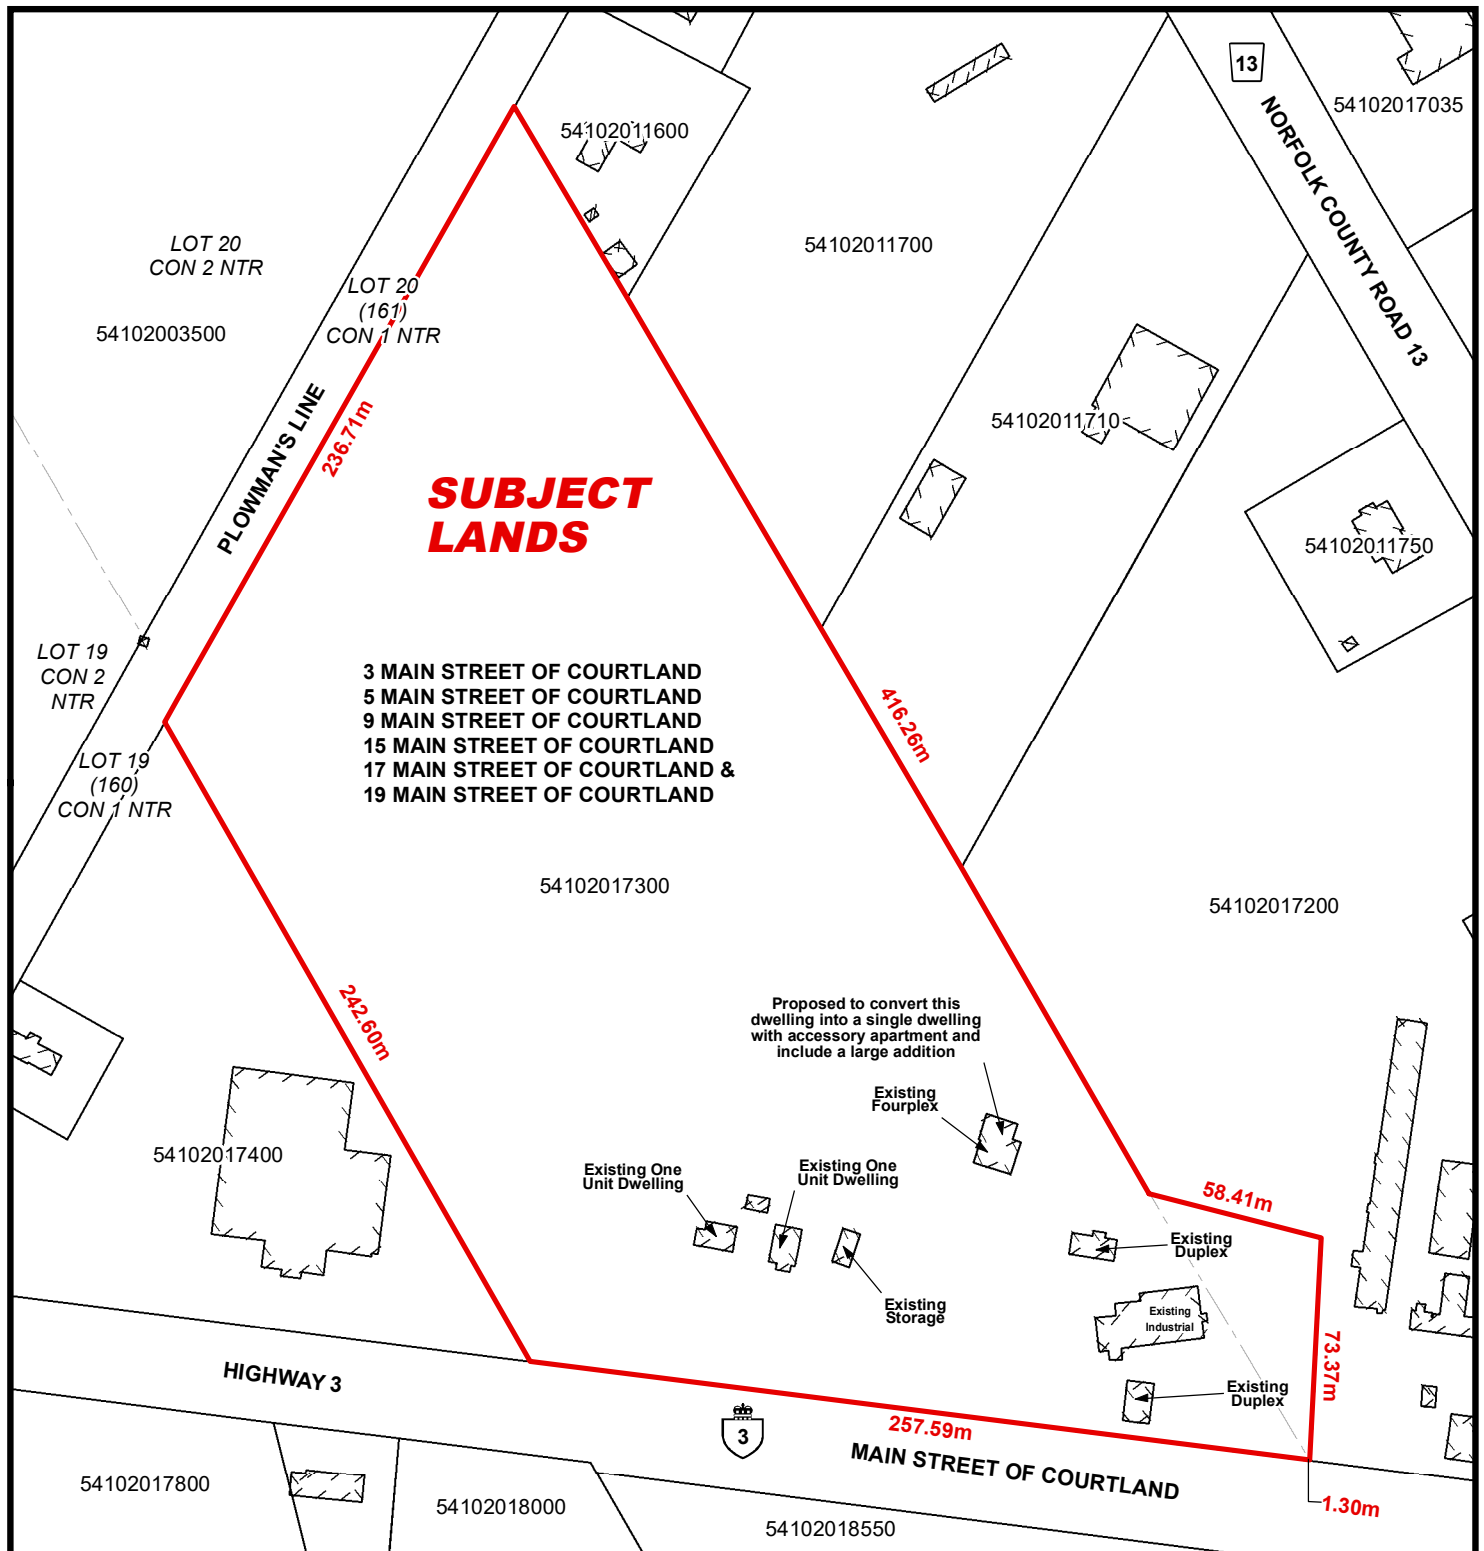 13
54102017035
NORFOLK COUNTY ROAD 13
54102011600
54102011700
LOT 20
CON 2 NTR
54102003500
LOT 20
(161)
CON 1 NTR
PLOWMAN'S LINE
236.71m
54102011710
SUBJECT
LANDS
54102011750
LOT 19
CON 2
NTR
3 MAIN STREET OF COURTLAND
5 MAIN STREET OF COURTLAND
9 MAIN STREET OF COURTLAND
15 MAIN STREET OF COURTLAND
17 MAIN STREET OF COURTLAND &
19 MAIN STREET OF COURTLAND
416.26m
LOT 19
(160)
CON 1 NTR
54102017300
54102017200
242.60m
Proposed to convert this
dwelling into a single dwelling
with accessory apartment and
include a large addition
Existing
Fourplex
54102017400
Existing One
Unit Dwelling
Existing One
Unit Dwelling
58.41m
Existing
Duplex
Existing
Storage
Existing
Industrial
73.37m
HIGHWAY 3
Existing
Duplex
3
257.59m
MAIN STREET OF COURTLAND
1.30m
54102017800
54102018000
54102018550